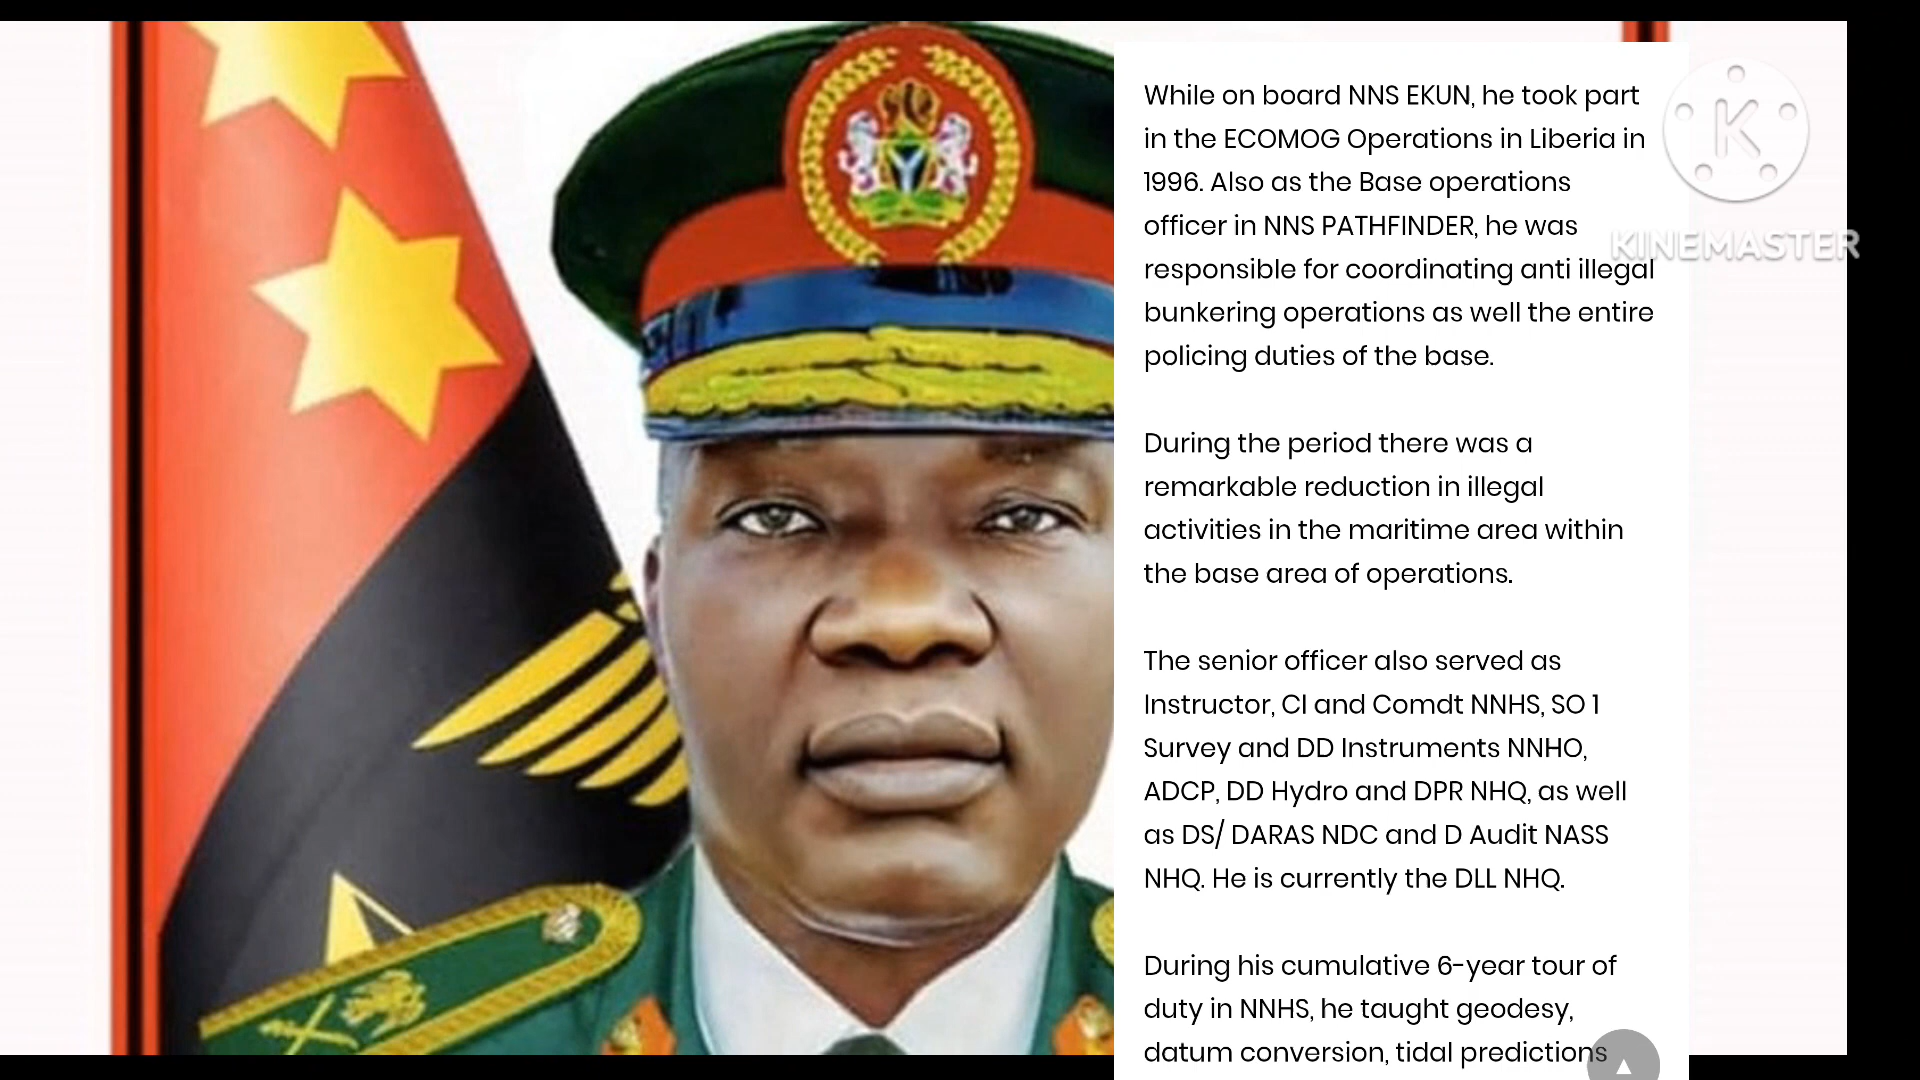 While on board NNS EKUN, he took part
in the ECOMOG Operations in Liberia in
1996. Also as the Base operations
officer in NNS PATHFINDER, he was
responsible for coordinating anti illegal
bunkering operations as well the entire
policing duties of the base.
During the period there was a
remarkable reduction in illegal
activities in the maritime area within
the base area of operations.
The senior officer also served as
Instructor, CI and Comdt NNHS, SO 1
Survey and DD Instruments NNHO,
ADCP, DD Hydro and DPR NHQ, as well
as DS/ DARAS NDC and D Audit NASS
NHQ. He is currently the DLL NHQ.
During his cumulative 6-year tour of
duty in NNHS, he taught geodesy,
datum conversion, tidal predictions
K
KINEMASTER